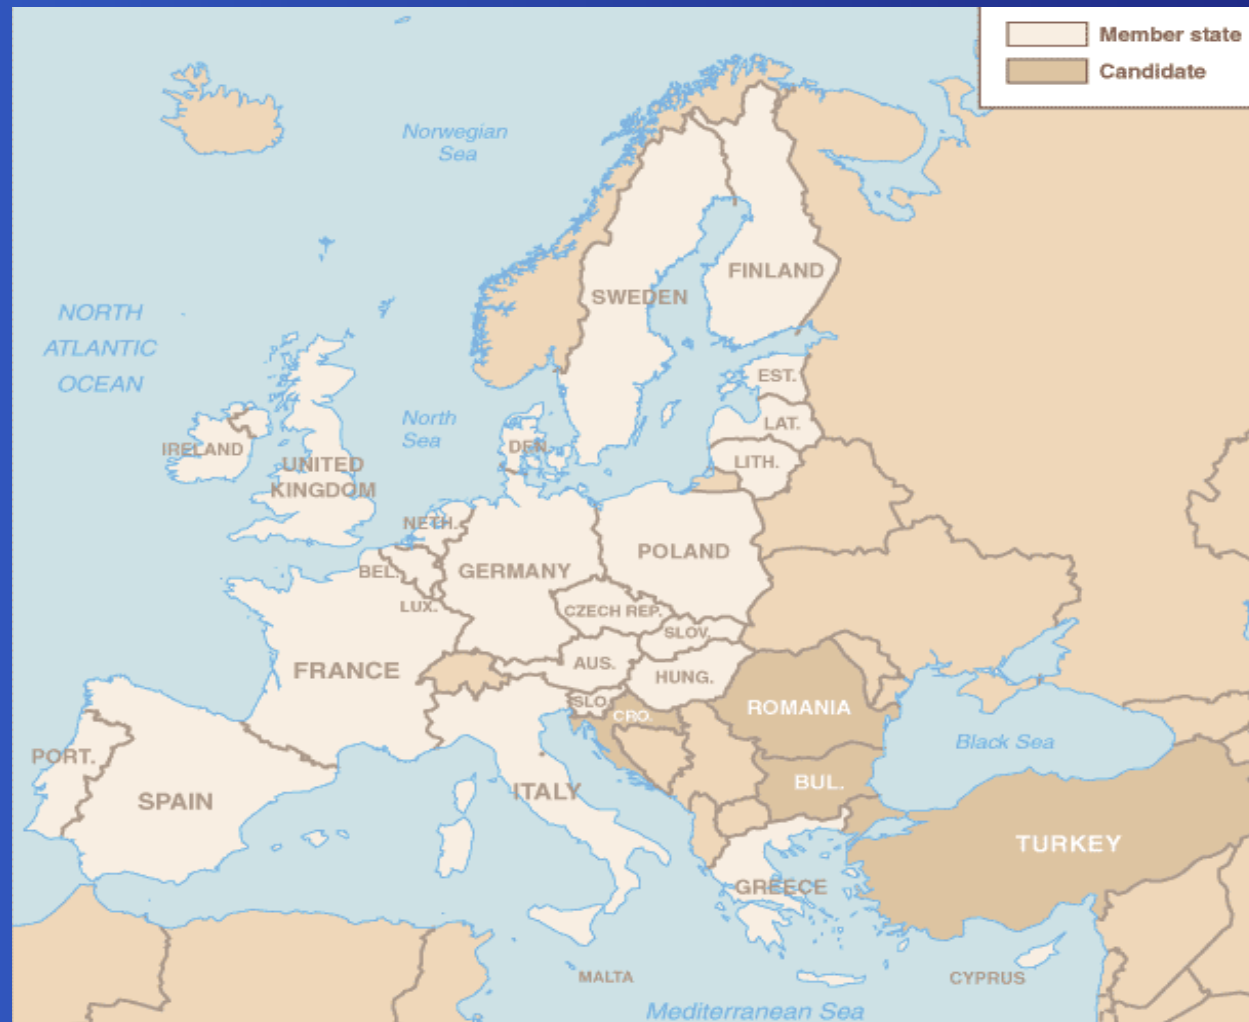 Member state
Candidate
Norwegian
Sea
FINLAND
SWEDEN
NORTH
ATLANTIC
OCEAN
EST.
North
Sea
LAT.
DEN.
IRELAND
LITH.
UNITED
KINGDOM
NETH.
POLAND
BEL.
GERMANY
LUX.
CZECH REP.
SLOV.
AUS.
FRANCE
HUNG.
SLO.
CRO.
ROMANIA
Black Sea
PORT.
BUL.
ITALY
SPAIN
TURKEY
GREECE
MALTA
CYPRUS
Mediterranean Sea